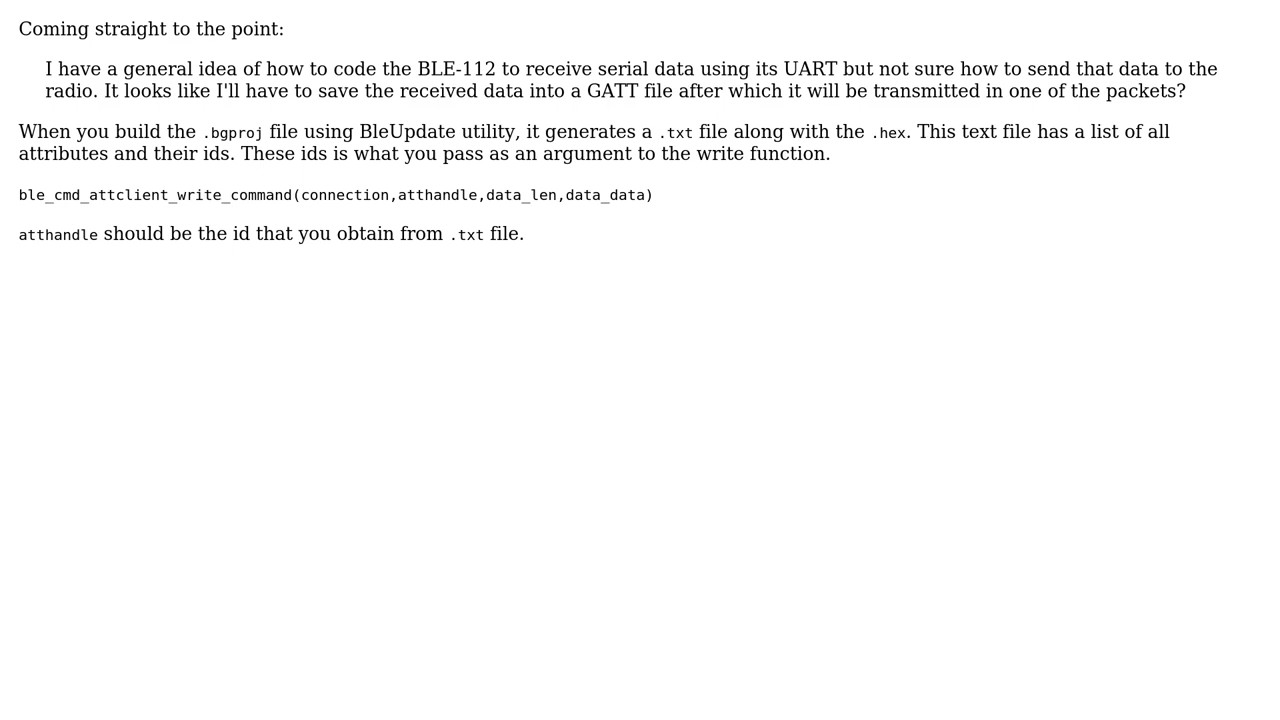 Coming straight to the point:
I have a general idea of how to code the BLE-112 to receive serial data using its UART but not sure how to send that data to the
radio. It looks like I'll have to save the received data into a GATT file after which it will be transmitted in one of the packets?
When you build the .bgproj file using BleUpdate utility, it generates a .txt file along with the .hex. This text file has a list of all
attributes and their ids. These ids is what you pass as an argument to the write function.
ble_cmd_attclient_write_command(connection,atthandle,data_len,data_data)
atthandle should be the id that you obtain from .txt file.